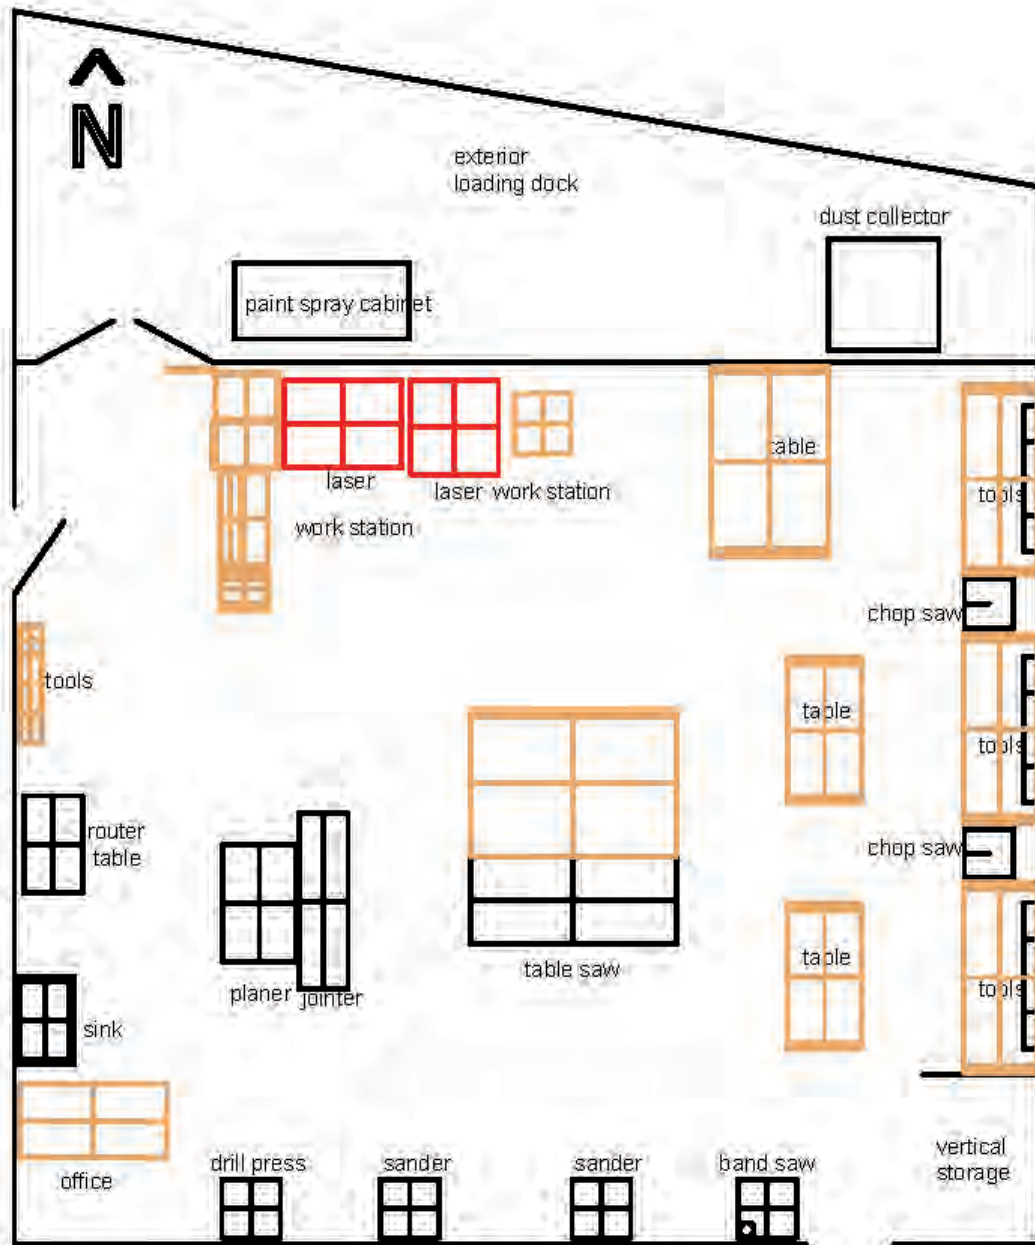 N
exterior
loading dock
dust collector
paint spray cabinet
table
laser
laser work station
tools
work station
chop saw
tools
table
tools
router
table
chop saw
table
table saw
planer jointer
tools
sink
vertical
storage
drill press
sander
sander
band saw
office